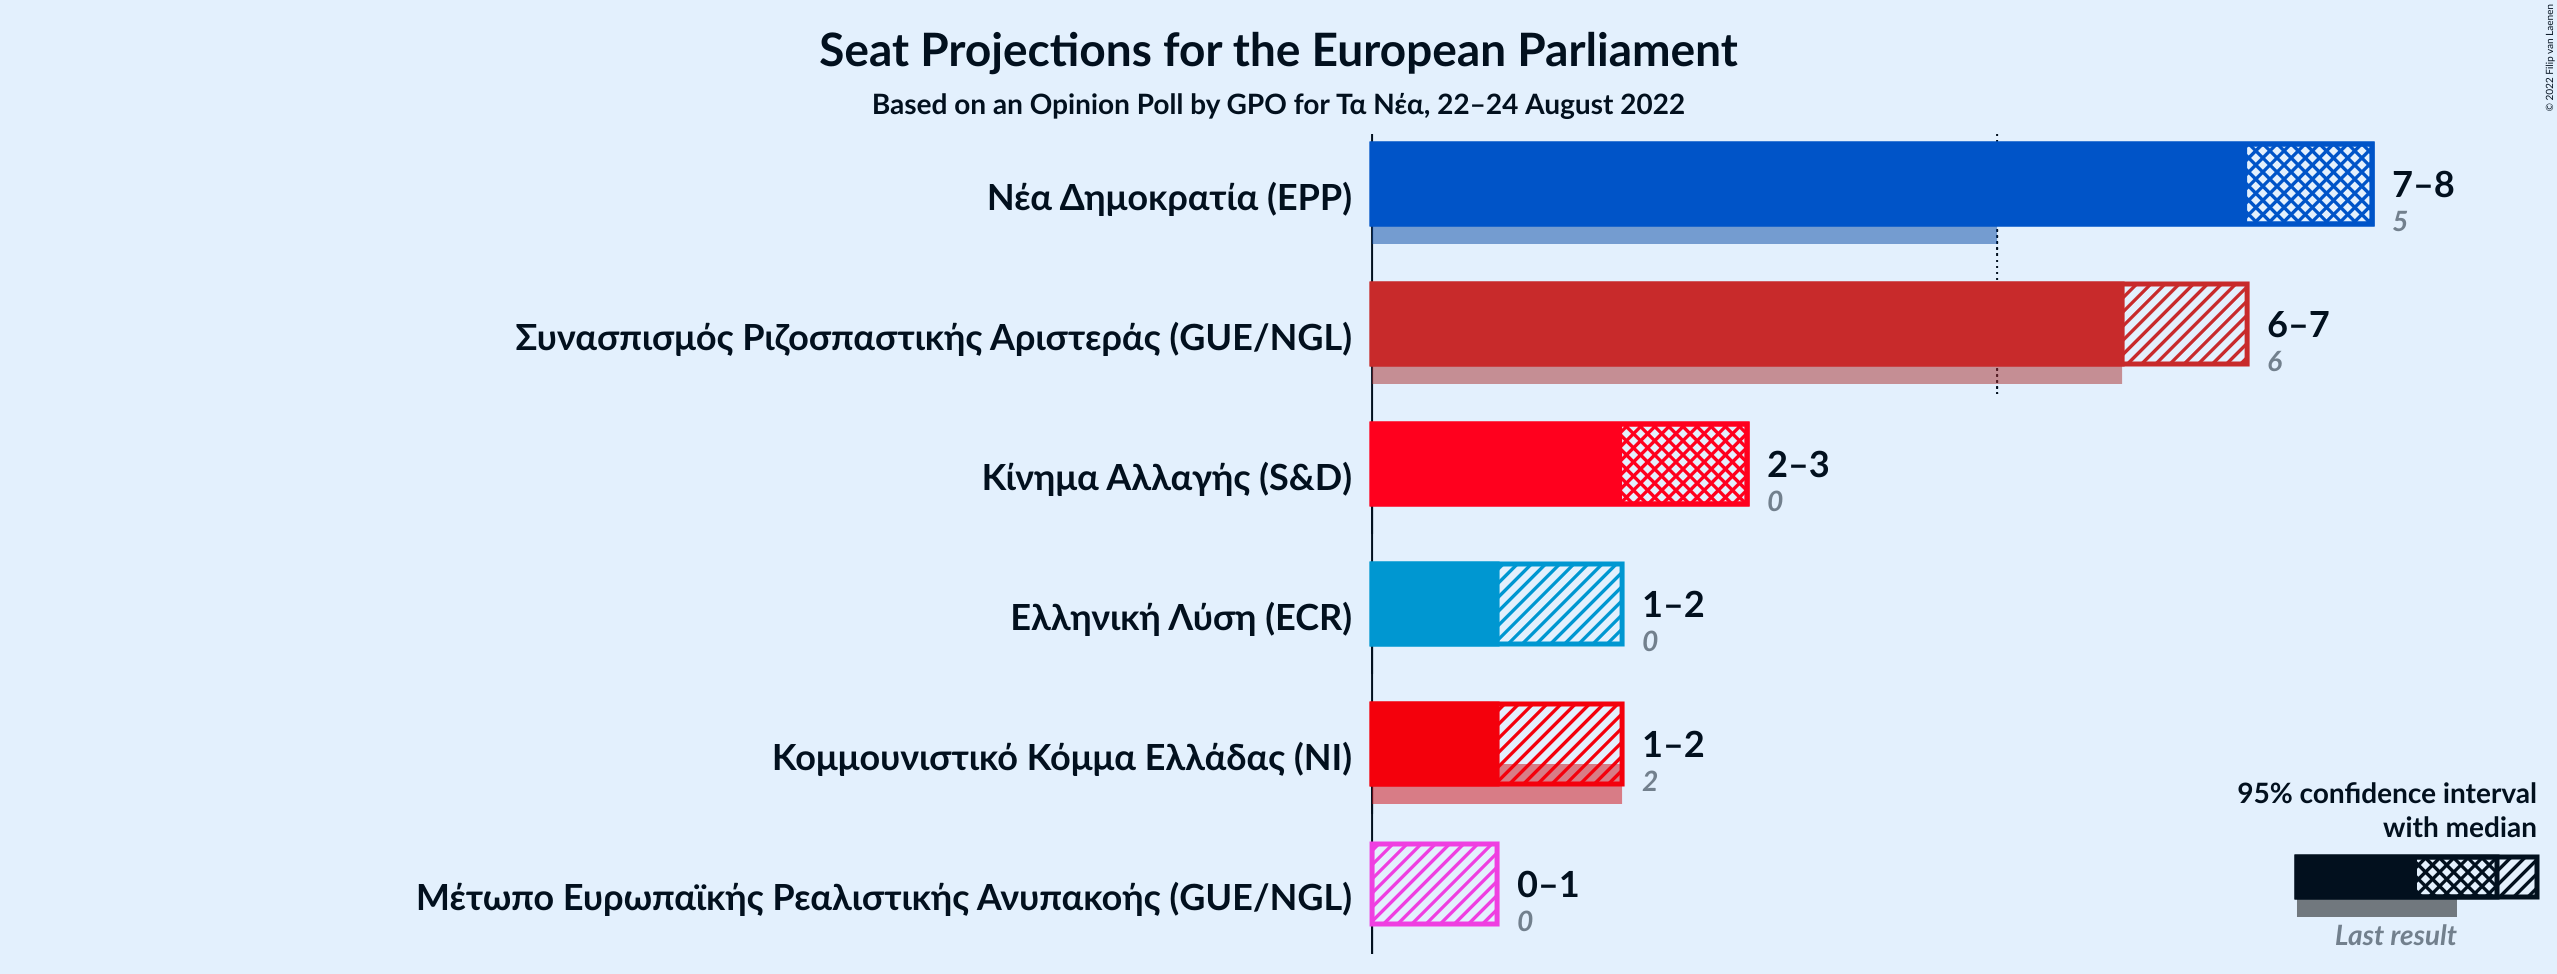 Seat Projections for the European Parliament
Based on an Opinion Poll by GPO for Τα Νέα, 22–24 August 2022
© 2022 Filip van Laenen
Νέα Δημοκρατία (EPP)
7–8
5
Συνασπισμός Ριζοσπαστικής Αριστεράς (GUE/NGL)
6–7
6
Κίνημα Αλλαγής (S&D)
2–3
0
Ελληνική Λύση (ECR)
1–2
0
Κομμουνιστικό Κόμμα Ελλάδας (NI)
1–2
2
Μέτωπο Ευρωπαϊκής Ρεαλιστικής Ανυπακοής (GUE/NGL)
0–1
0
95% confidence interval
with median
Last result